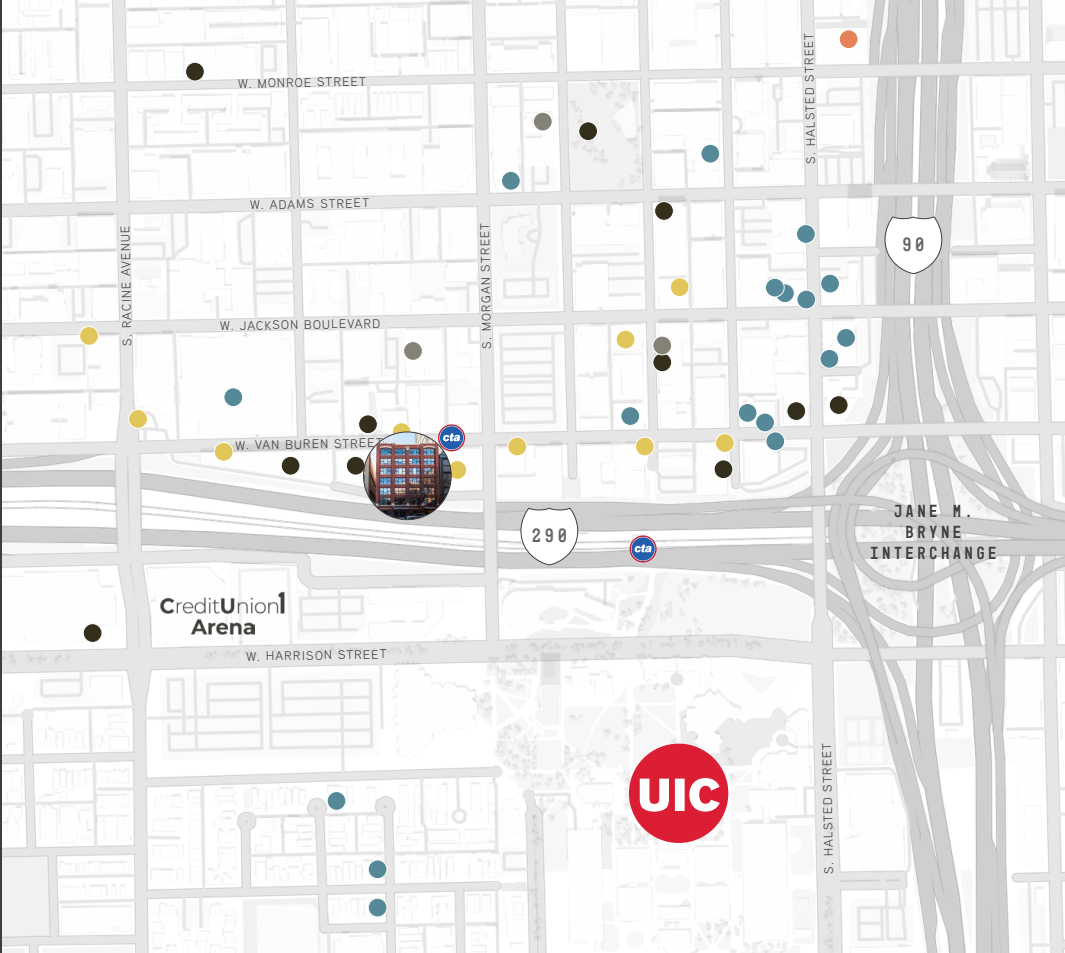 W. MONROE STREET
S. HALSTED STREET
W. ADAMS STREET
S. RACINE AVENUE
S. MORGAN STREET
90
W. JACKSON BOULEVARD
cta
W. VAN BUREN STREET
290
JANE M.
BRYNE
INTERCHANGE
cta
CreditUnion1
Arena
W. HARRISON STREET
UIC
S. HALSTED STREET